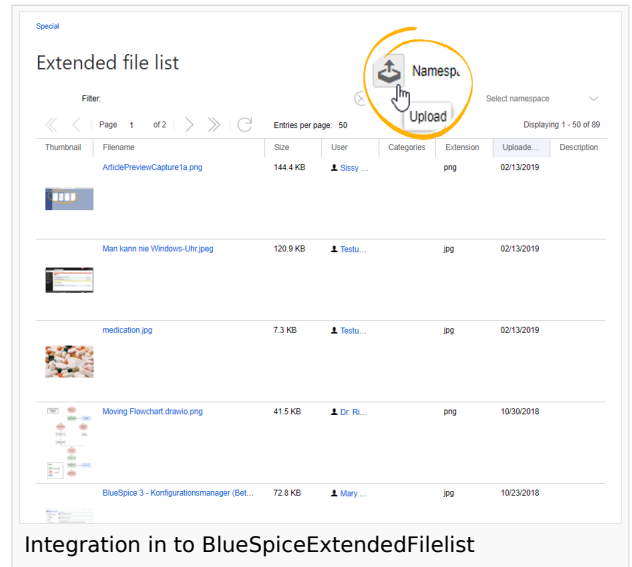 Special
Extended file list
Namesp
Filter:
Select namespace
Upload
Page 1 of 2
Entries per page: 50
Displaying 1 - 50 of 89
Thumbnail Filename Size User Categories Extension Uploade... Description
ArticlePreviewCapture1a.png 144.4 KB Sissy ... png 02/13/2019
Man kann nie Windows-Uhr.jpeg 120.9 KB Testu... jpg 02/13/2019
medication.jpg 7.3 KB Testu... jpg 02/13/2019
Moving Flowchart.drawio.png 41.5 KB Dr. Ri... png 10/30/2018
BlueSpice 3 - Konfigurationsmanager (Bet... 72.8 KB Mary ... jpg 10/23/2018
Integration in to BlueSpiceExtendedFilelist